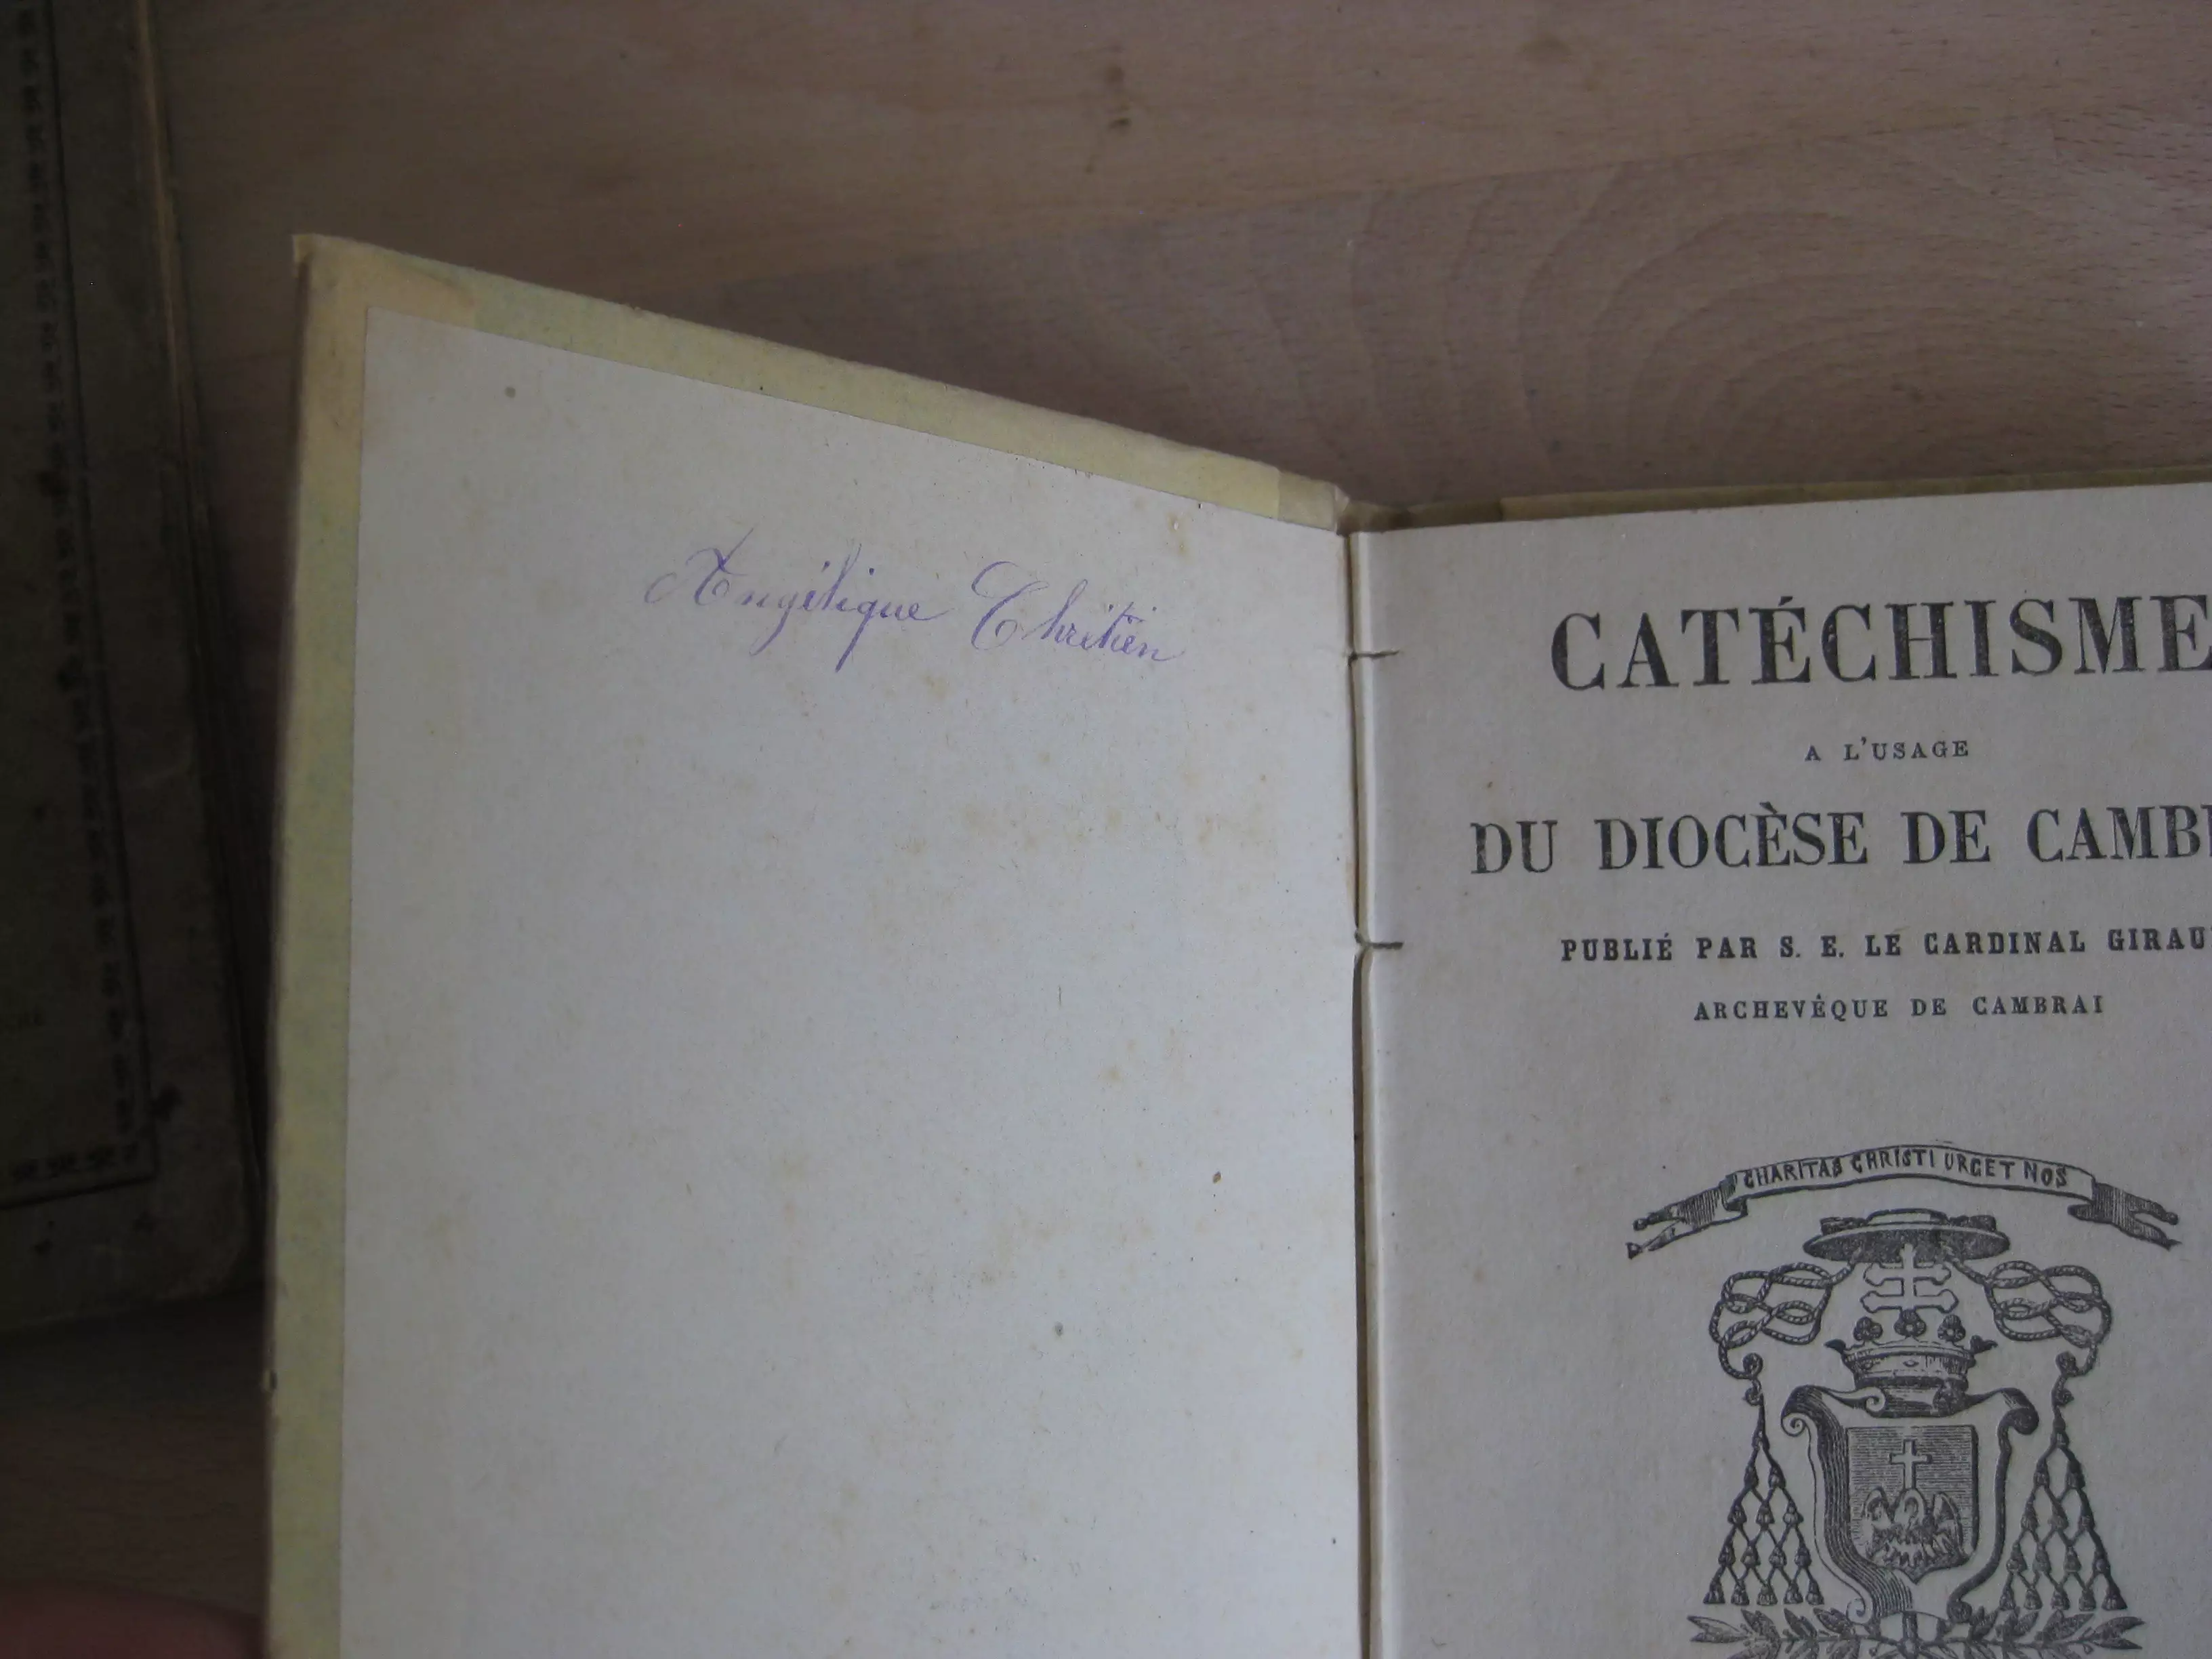 Angélique Chrétien
CATÉCHISME
A L'USAGE
DU DIOCÈSE DE CAMB
PUBLIÉ PAR S. E. LE CARDINAL GIRAU
ARCHEVÊQUE DE CAMBRAI
CHARITAS CHRISTI URGET NOS